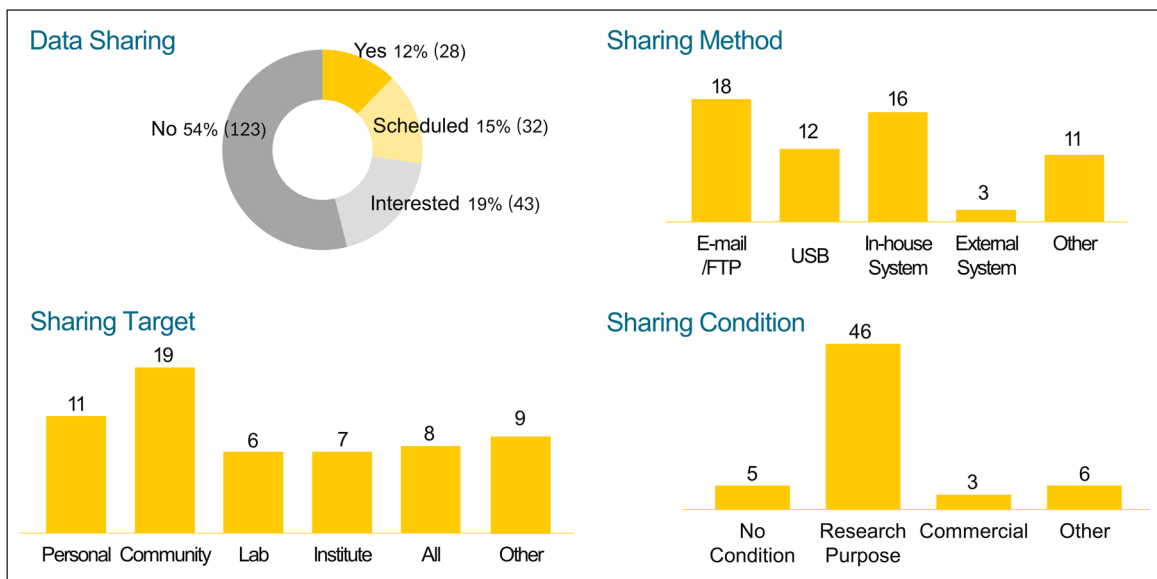 Data Sharing
Yes 12% (28)
Scheduled 15% (32)
Interested 19% (43)
No 54% (123)
Sharing Method
18
12
16
3
11
E-mail
/FTP
USB
In-house
System
External
System
Other
Sharing Target
11
19
6
7
8
9
Personal
Community
Lab
Institute
All
Other
Sharing Condition
5
46
3
6
No
Condition
Research
Purpose
Commercial
Other